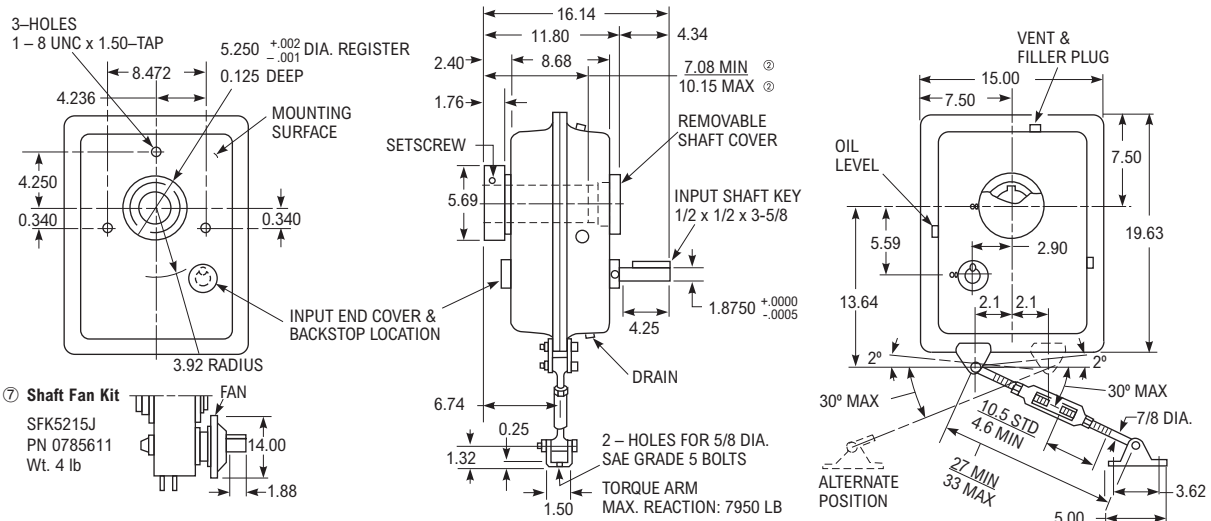 3–HOLES
1 – 8 UNC x 1.50–TAP
8.472
4.236
5.250 +.002 –.001 DIA. REGISTER
0.125 DEEP
MOUNTING
SURFACE
4.250
0.340
0.340
INPUT END COVER &
BACKSTOP LOCATION
3.92 RADIUS
⑦ Shaft Fan Kit
SFK5215J
PN 0785611
Wt. 4 lb
FAN
14.00
1.88
16.14
11.80
4.34
2.40
8.68
7.08 MIN ②
10.15 MAX ②
1.76
SETSCREW
REMOVABLE
SHAFT COVER
5.69
INPUT SHAFT KEY
1/2 x 1/2 x 3-5/8
1.8750 +.0000 -.0005
4.25
DRAIN
6.74
0.25
1.32
2 – HOLES FOR 5/8 DIA.
SAE GRADE 5 BOLTS
TORQUE ARM
MAX. REACTION: 7950 LB
1.50
VENT &
FILLER PLUG
15.00
7.50
OIL
LEVEL
7.50
19.63
5.59
2.90
13.64
2.1
2.1
2º
2º
30º MAX
30º MAX
10.5 STD
4.6 MIN
7/8 DIA.
27 MIN
33 MAX
ALTERNATE
POSITION
3.62
5.00